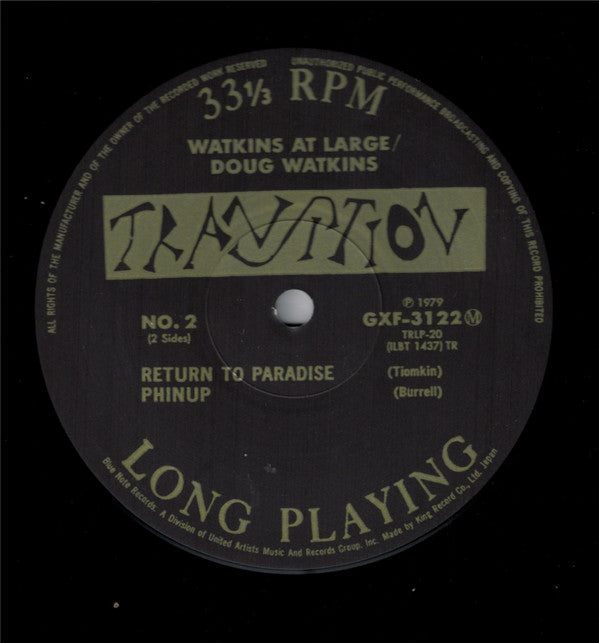 ALL RIGHTS OF THE MANUFACTURER AND OF THE OWNER OF THE RECORDED WORK RESERVED UNAUTHORIZED PUBLIC PERFORMANCE BROADCASTING AND COPYING OF THIS RECORD PROHIBITED
33⅓ RPM
WATKINS AT LARGE/
DOUG WATKINS
TRANSITION
NO. 2
(2 Sides)
℗ 1979
GXF-3122 Ⓜ
TRLP-20
(ILBT 1437) TR
RETURN TO PARADISE (Tiomkin)
PHINUP (Burrell)
LONG PLAYING
Blue Note Records. A Division of United Artists Music And Records Group, Inc. Made by King Record Co., Ltd. Japan